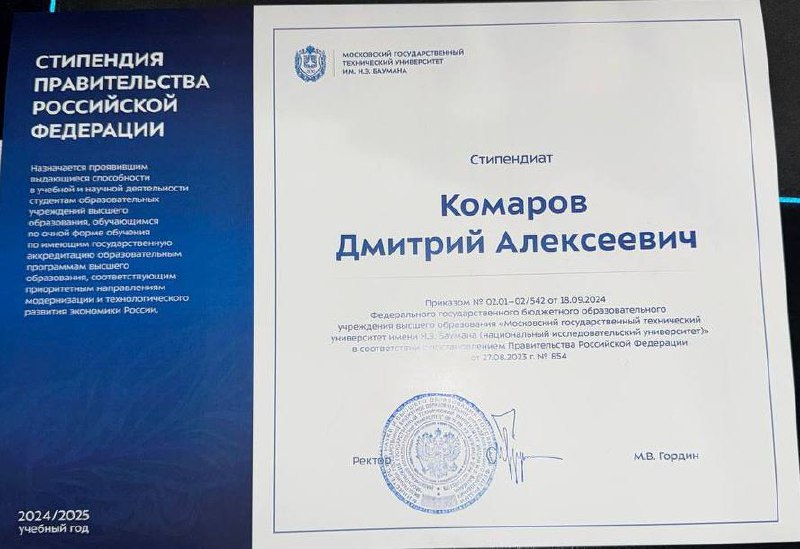 СТИПЕНДИЯ
ПРАВИТЕЛЬСТВА
РОССИЙСКОЙ
ФЕДЕРАЦИИ
Назначается проявившим
выдающиеся способности
в учебной и научной деятельности
студентам образовательных
учреждений высшего
образования, обучающимся
по очной форме обучения
по имеющим государственную
аккредитацию образовательным
программам высшего
образования, соответствующим
приоритетным направлениям
модернизации и технологического
развития экономики России.
2024/2025
учебный год
МОСКОВСКИЙ ГОСУДАРСТВЕННЫЙ
ТЕХНИЧЕСКИЙ УНИВЕРСИТЕТ
ИМ. Н.Э. БАУМАНА
Стипендиат
Комаров
Дмитрий Алексеевич
Приказом № 02.01-02/542 от 18.09.2024
Федерального государственного бюджетного образовательного
учреждения высшего образования «Московский государственный технический
университет имени Н.Э. Баумана (национальный исследовательский университет)»
в соответствии с постановлением Правительства Российской Федерации
от 27.08.2023 г. № 854
Ректор
М.В. Гордин